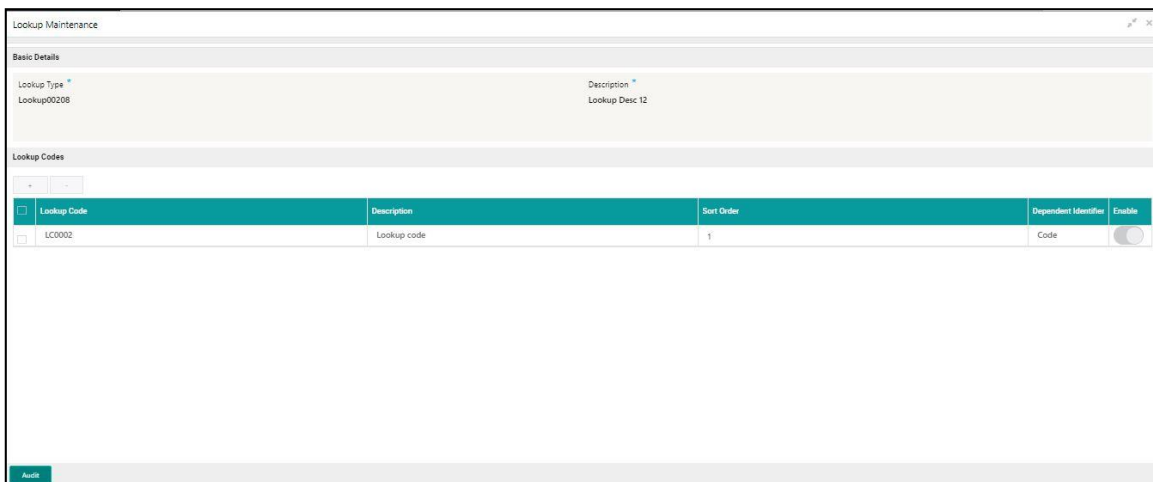 Lookup Maintenance
Basic Details
Lookup Type * Description *
Lookup00208 Lookup Desc 12
Lookup Codes
+ -
Lookup Code Description Sort Order Dependent Identifier Enable
LC0002 Lookup code 1 Code
Audit